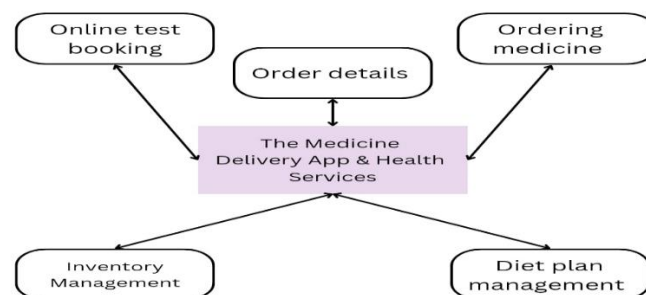 Online test
booking
Order details
Ordering
medicine
The Medicine
Delivery App & Health
Services
Inventory
Management
Diet plan
management